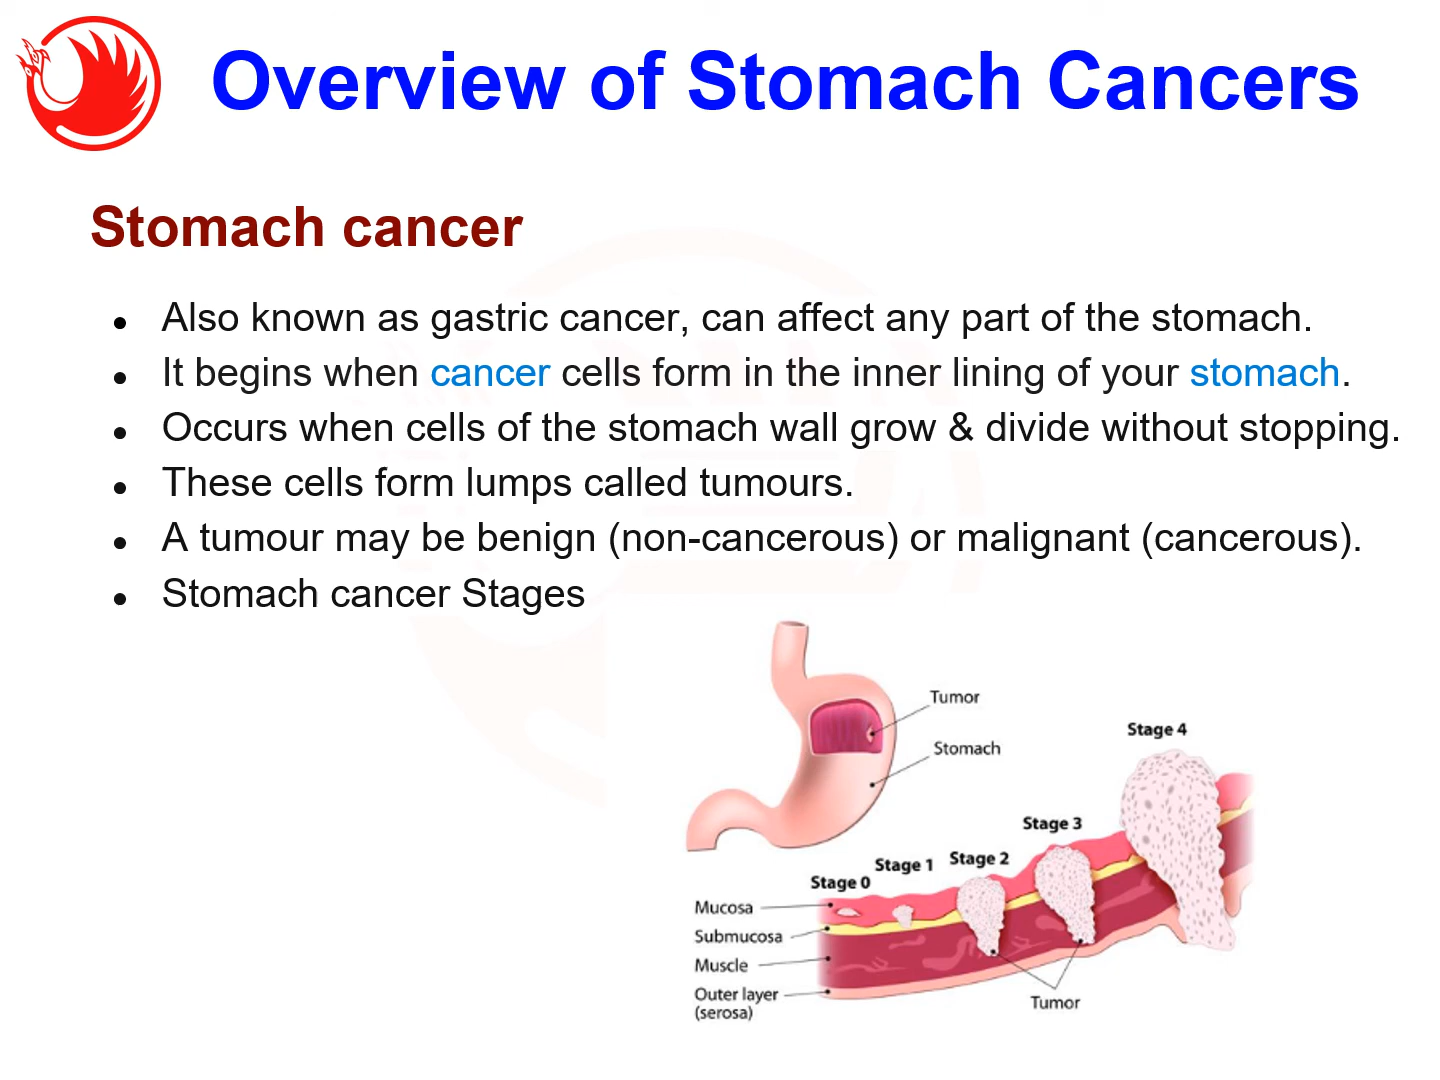 Overview of Stomach Cancers
Stomach cancer
● Also known as gastric cancer, can affect any part of the stomach.
● It begins when cancer cells form in the inner lining of your stomach.
● Occurs when cells of the stomach wall grow & divide without stopping.
● These cells form lumps called tumours.
● A tumour may be benign (non-cancerous) or malignant (cancerous).
● Stomach cancer Stages
Tumor
Stomach
Stage 4
Stage 3
Stage 2
Stage 1
Stage 0
Mucosa
Submucosa
Muscle
Outer layer
(serosa)
Tumor